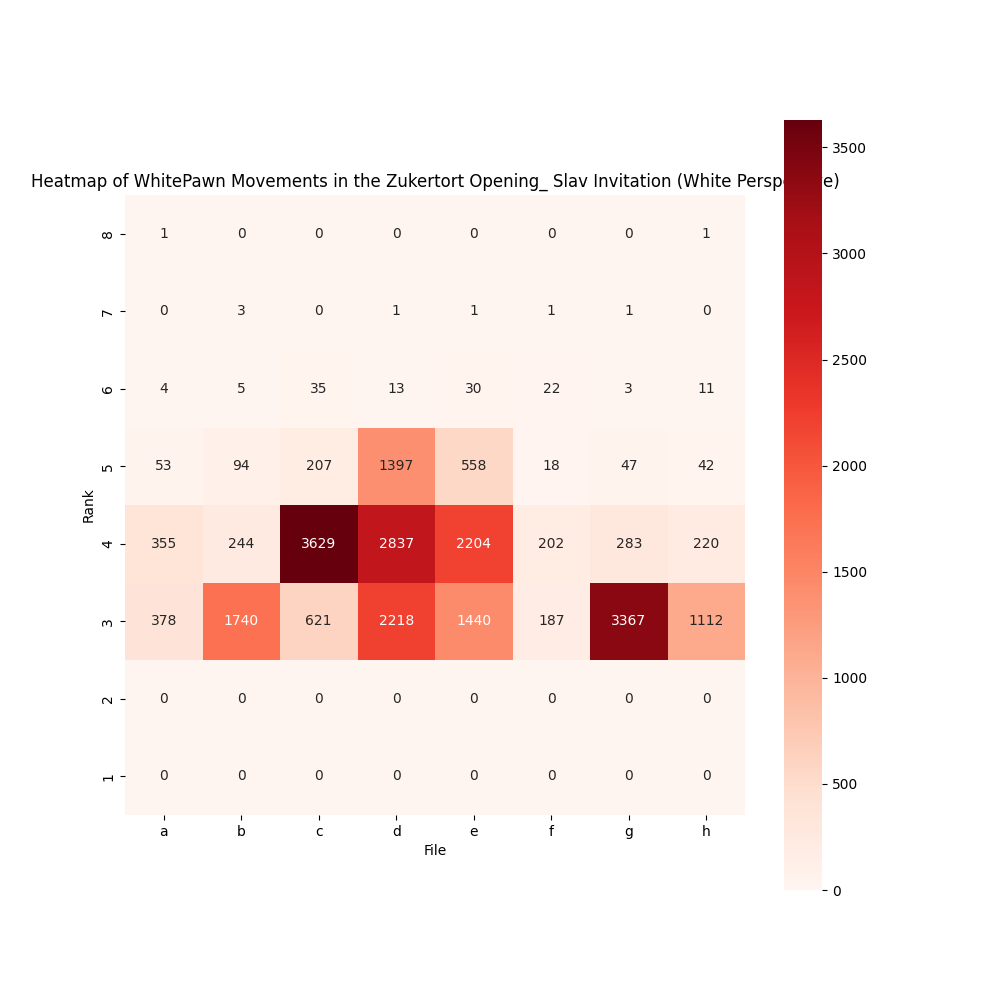 Heatmap of WhitePawn Movements in the Zukertort Opening_ Slav Invitation (White Persp e)
8 1 0 0 0 0 0 0 1
7 0 3 0 1 1 1 1 0
6 4 5 35 13 30 22 3 11
5 53 94 207 1397 558 18 47 42
4 355 244 3629 2837 2204 202 283 220
3 378 1740 621 2218 1440 187 3367 1112
2 0 0 0 0 0 0 0 0
1 0 0 0 0 0 0 0 0
a b c d e f g h
Rank
File
3500
3000
2500
2000
1500
1000
500
0